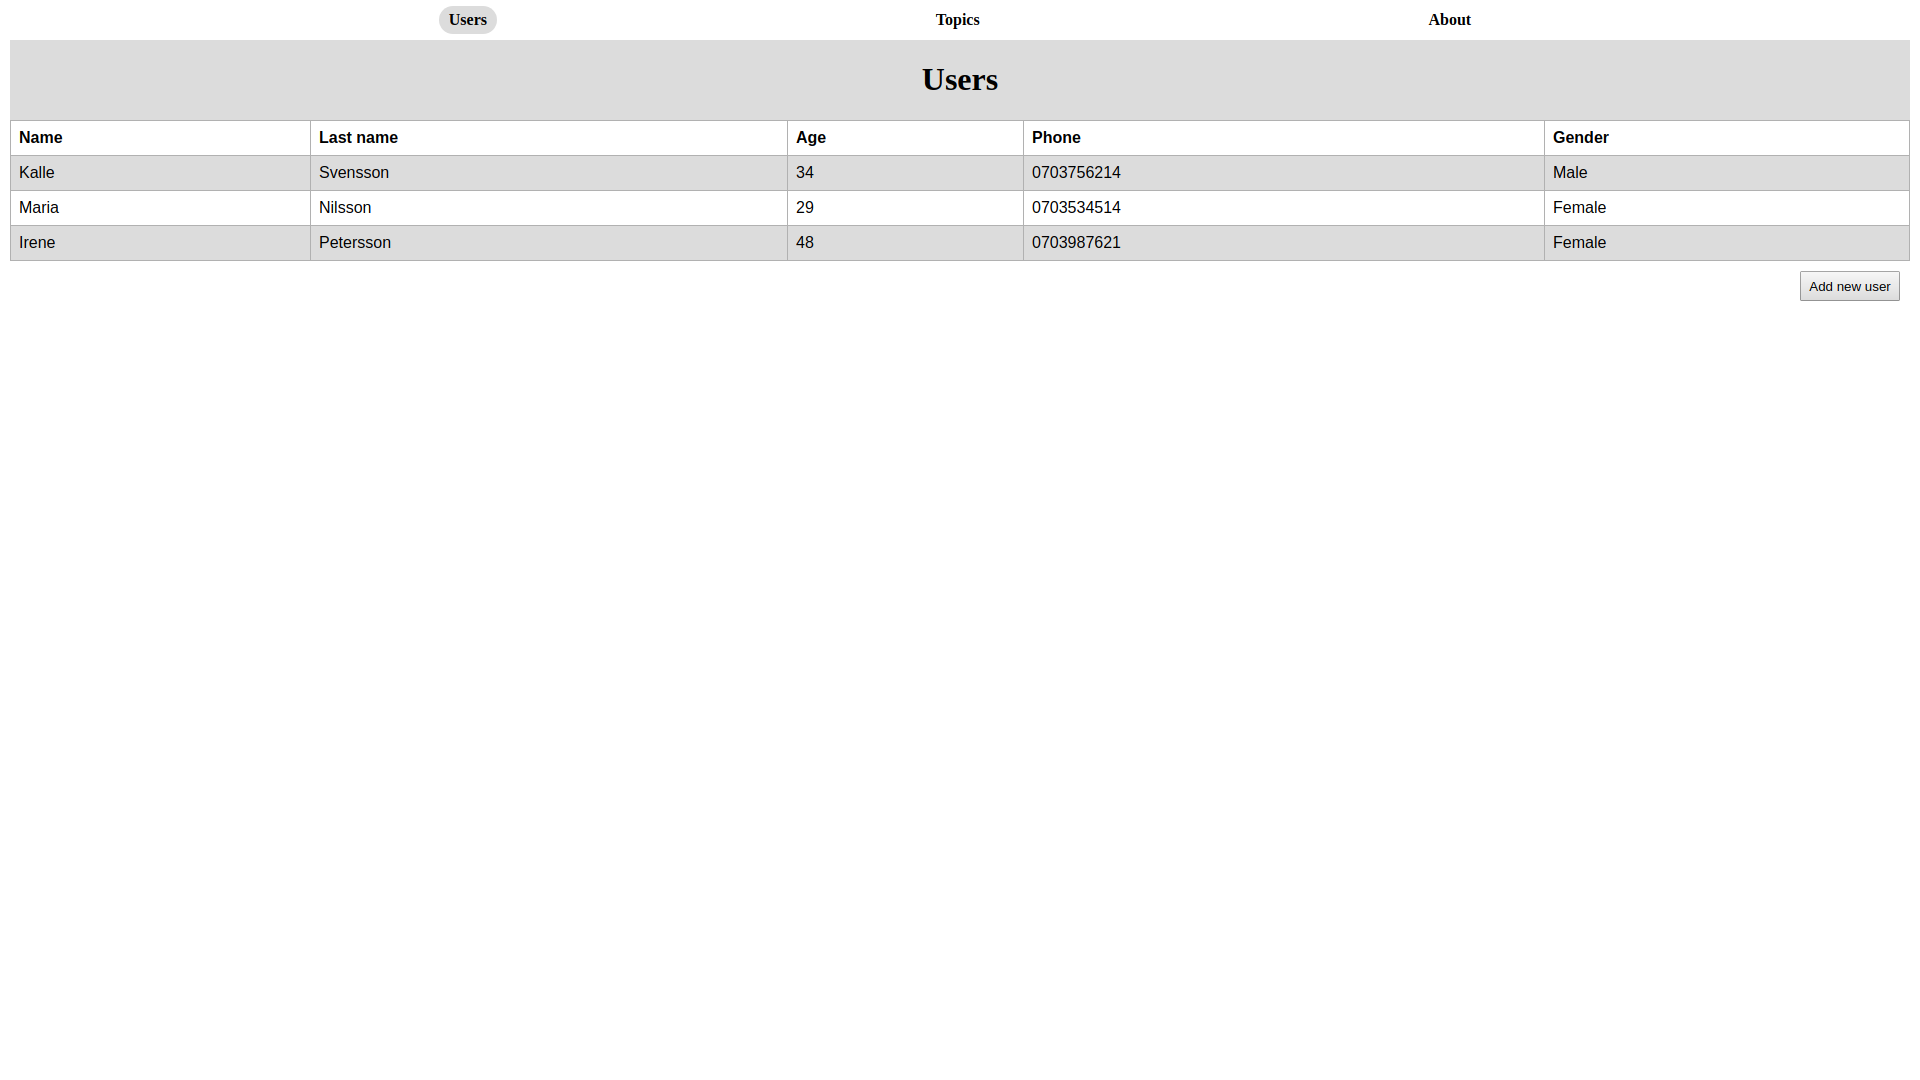 Users Topics About
Users
Name Last name Age Phone Gender
Kalle Svensson 34 0703756214 Male
Maria Nilsson 29 0703534514 Female
Irene Petersson 48 0703987621 Female
Add new user